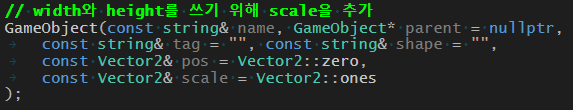 // width와 height를 쓰기 위해 scale을 추가
GameObject(const string& name, GameObject* parent = nullptr,
const string& tag = "", const string& shape = "",
const Vector2& pos = Vector2::zero,
const Vector2& scale = Vector2::ones
);